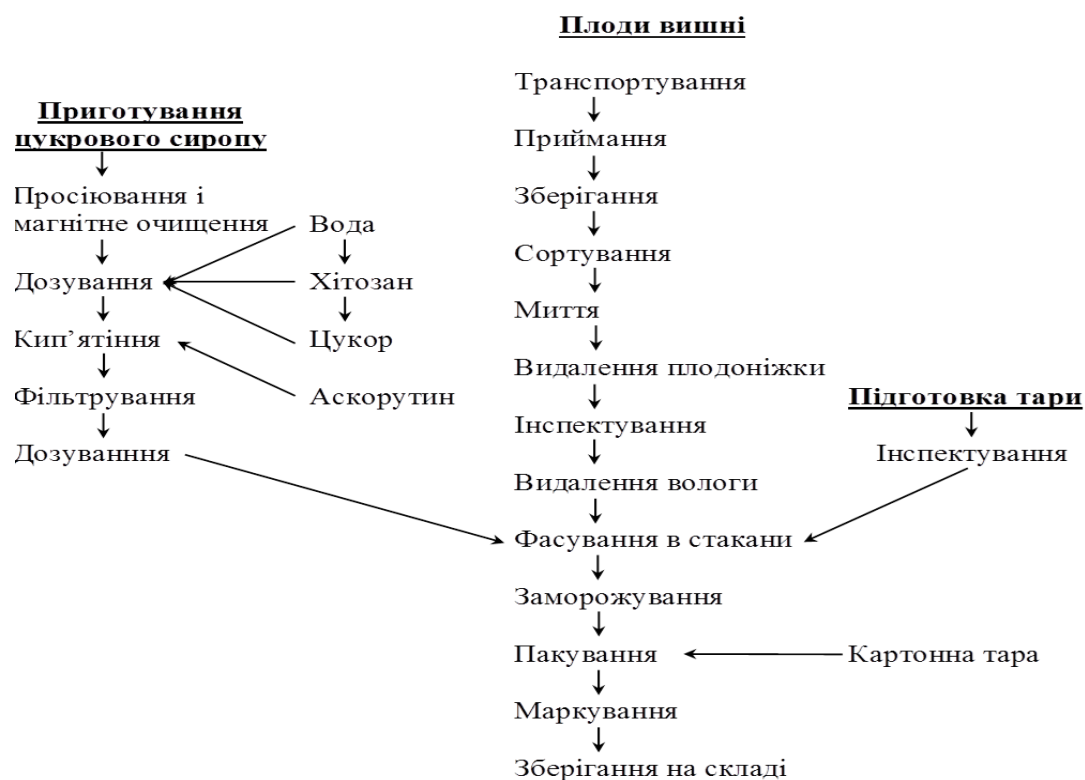 Плоди вишні
Транспортування
Приготування
цукрового сиропу
Приймання
Просіювання і
магнітне очищення
Вода
Зберігання
Сортування
Дозування
Хітозан
Миття
Кип’ятіння
Цукор
Видалення плодоніжки
Фільтрування
Аскорутин
Підготовка тари
Інспектування
Дозуванння
Інспектування
Видалення вологи
Фасування в стакани
Заморожування
Пакування
Картонна тара
Маркування
Зберігання на складі